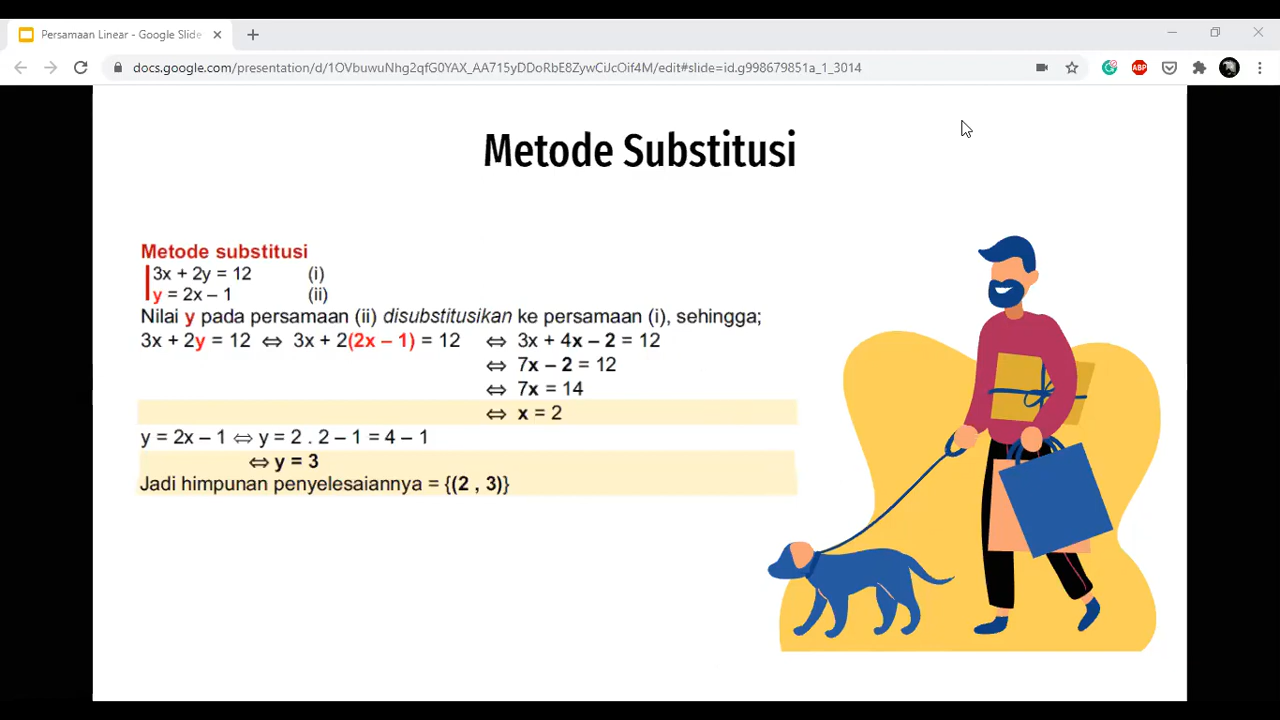 Persamaan Linear - Google Slide
docs.google.com/presentation/d/1OVbuwuNhg2qfG0YAX_AA715yDDoRbE8ZywCiJcOif4M/edit#slide=id.g998679851a_1_3014
ABP
Metode Substitusi
Metode substitusi
3x + 2y = 12 (i)
y = 2x – 1 (ii)
Nilai y pada persamaan (ii) disubstitusikan ke persamaan (i), sehingga;
3x + 2y = 12 ⇔ 3x + 2(2x – 1) = 12 ⇔ 3x + 4x – 2 = 12
⇔ 7x – 2 = 12
⇔ 7x = 14
⇔ x = 2
y = 2x – 1 ⇔ y = 2 . 2 – 1 = 4 – 1
⇔ y = 3
Jadi himpunan penyelesaiannya = {(2 , 3)}